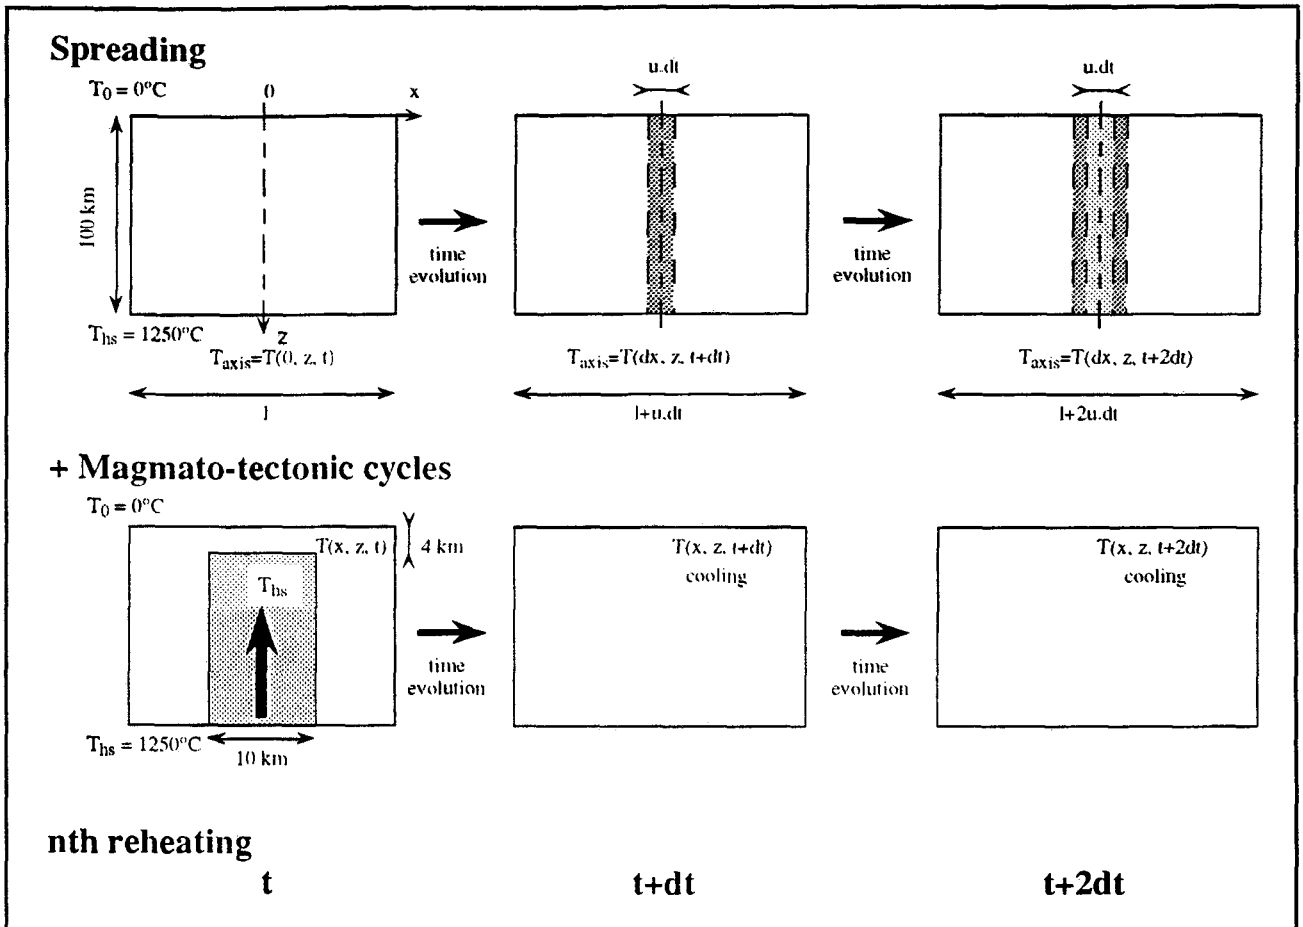 Spreading
T0 = 0°C
0
x
u.dt
u.dt
100 km
time
evolution
time
evolution
Ths = 1250°C
z
Taxis=T(0, z, t)
Taxis=T(dx, z, t+dt)
Taxis=T(dx, z, t+2dt)
l
l+u.dt
l+2u.dt
+ Magmato-tectonic cycles
T0 = 0°C
T(x, z, t)
4 km
T(x, z, t+dt)
cooling
T(x, z, t+2dt)
cooling
Ths
time
evolution
time
evolution
Ths = 1250°C
10 km
nth reheating
t
t+dt
t+2dt